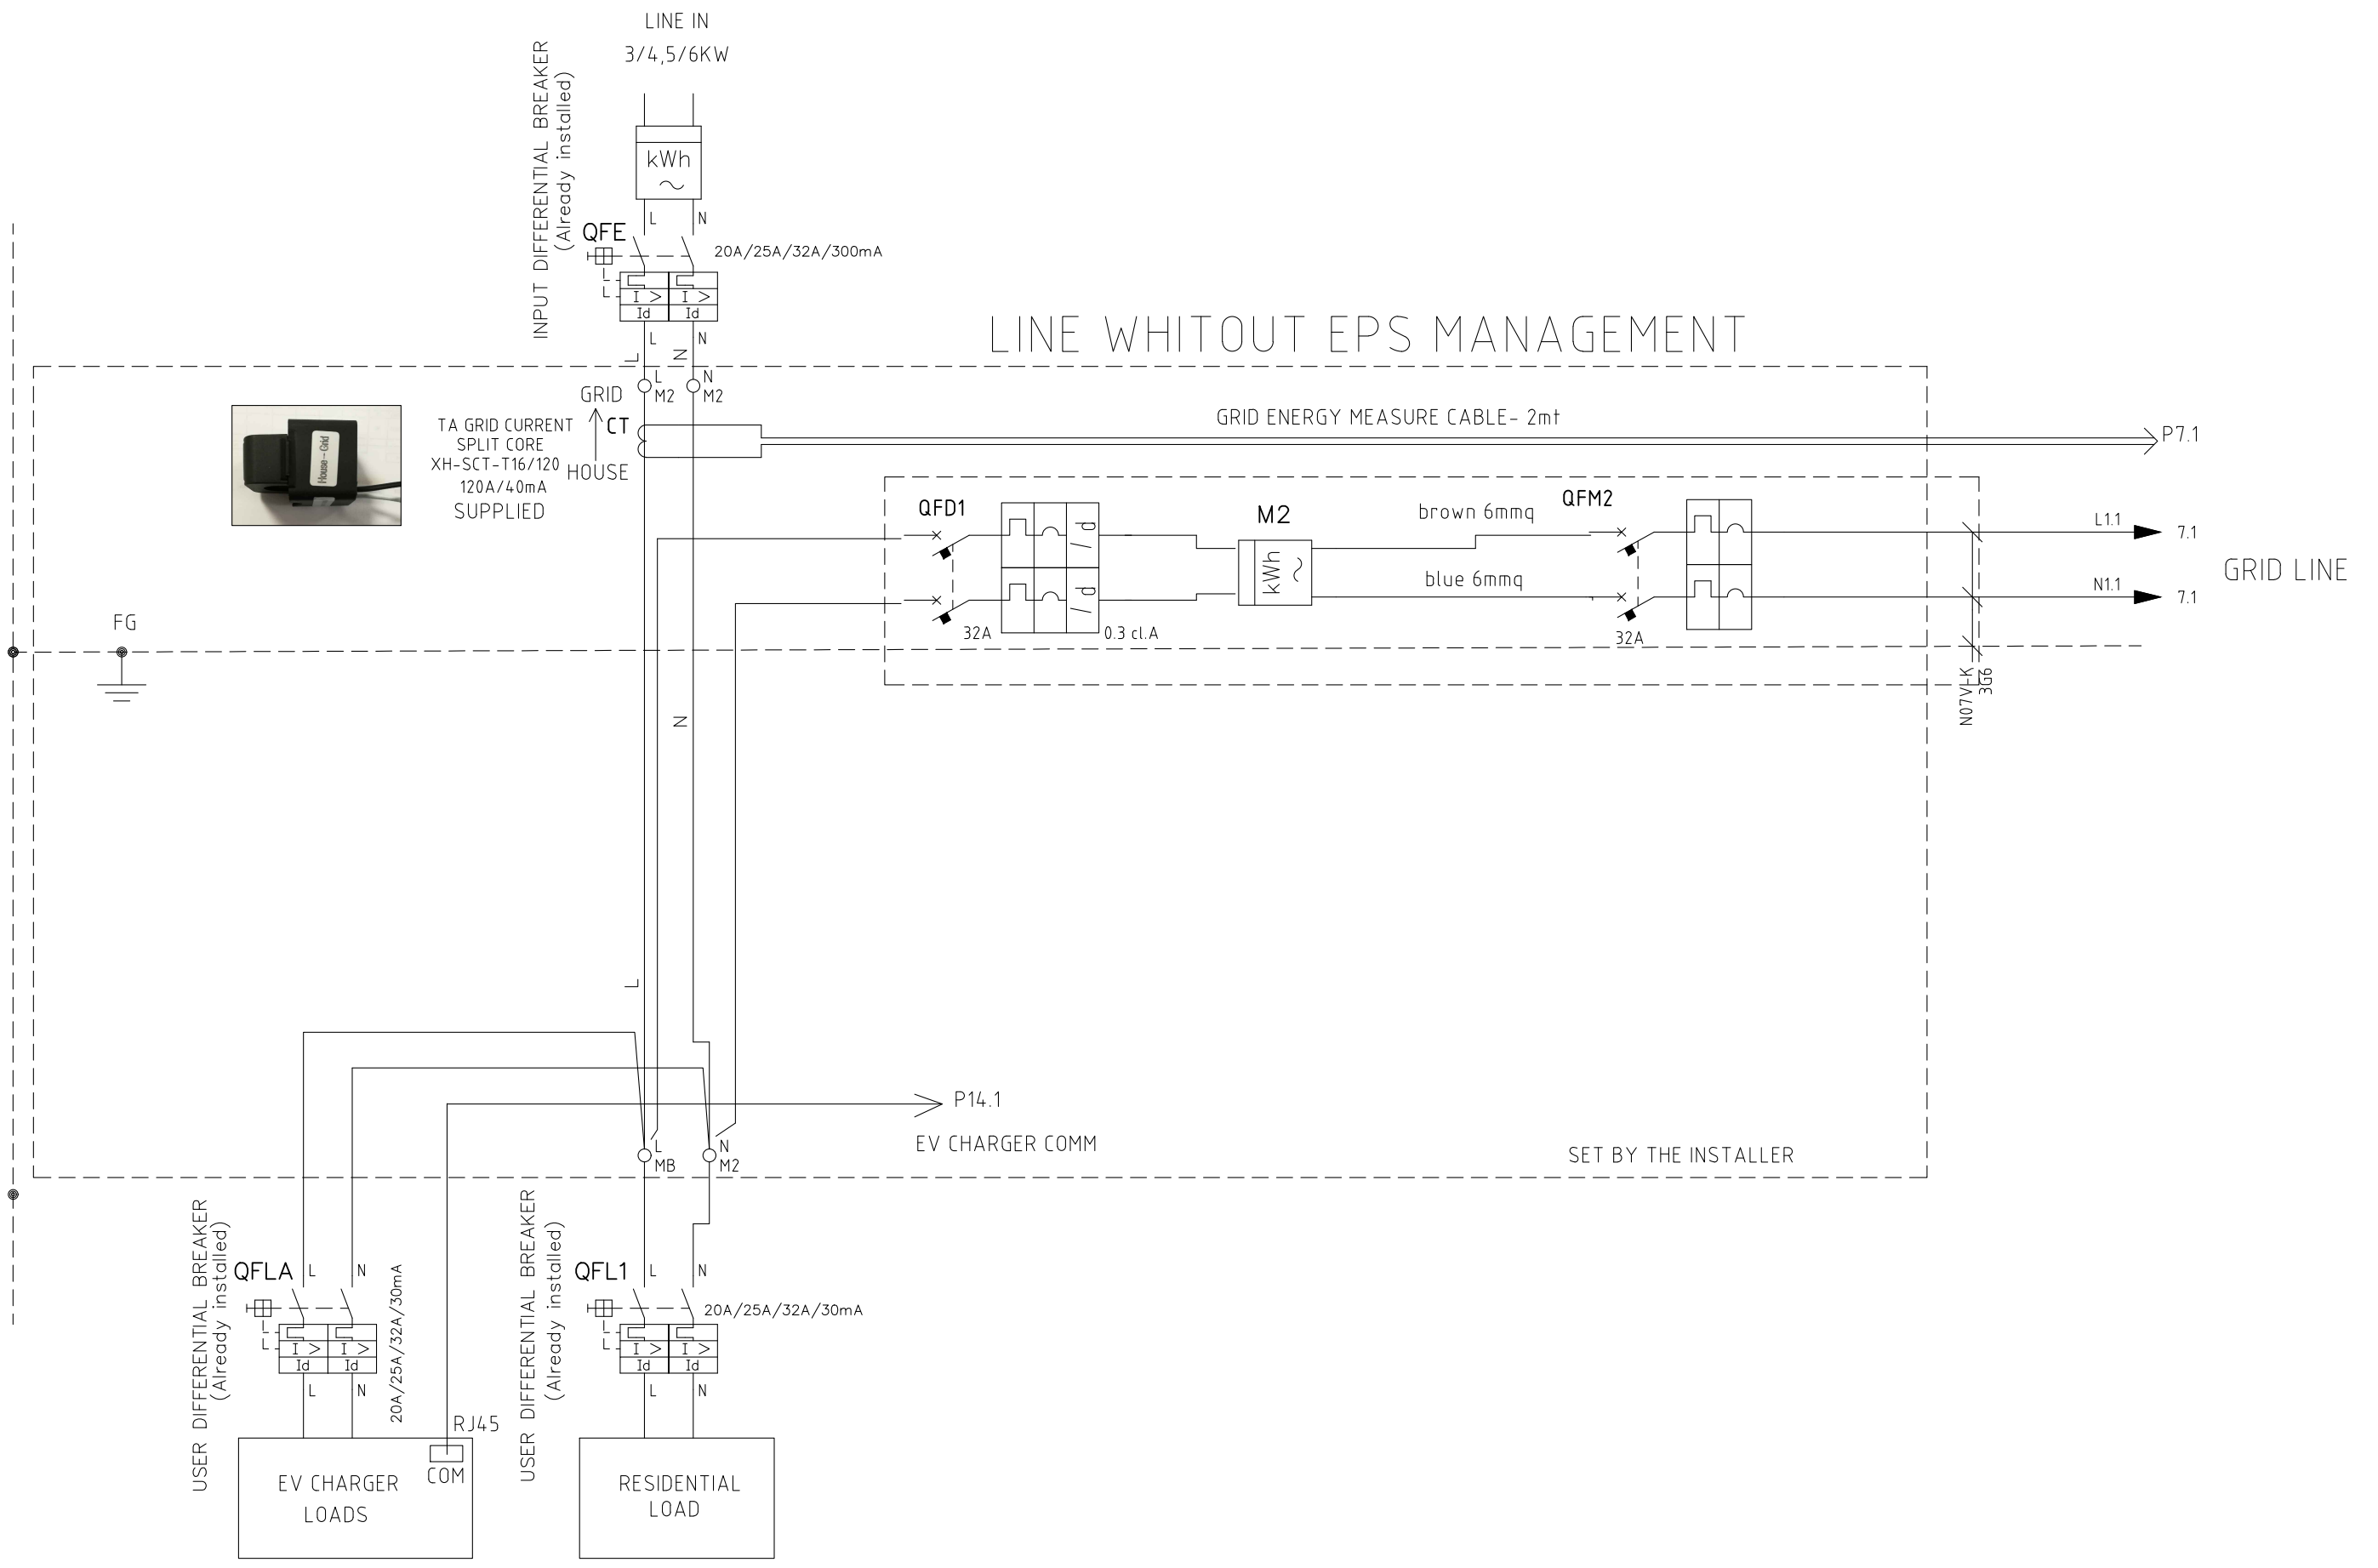 LINE IN
3/4,5/6KW
INPUT DIFFERENTIAL BREAKER
(Already installed)
kWh
L
N
QFE
20A/25A/32A/300mA
I >
I >
Id
Id
L
N
L
N
LINE WHITOUT EPS MANAGEMENT
L
M2
N
M2
GRID
CT
HOUSE
TA GRID CURRENT
SPLIT CORE
XH-SCT-T16/120
120A/40mA
SUPPLIED
House - Grid
GRID ENERGY MEASURE CABLE- 2mt
P7.1
QFD1
32A
Id
Id
0.3 cl.A
M2
kWh
brown 6mmq
blue 6mmq
QFM2
32A
L1.1
7.1
N1.1
7.1
GRID LINE
N07V-K
3G6
FG
N
L
P14.1
EV CHARGER COMM
L
MB
N
M2
SET BY THE INSTALLER
USER DIFFERENTIAL BREAKER
(Already installed)
QFLA
L
N
20A/25A/32A/30mA
I >
I >
Id
Id
L
N
RJ45
COM
EV CHARGER
LOADS
USER DIFFERENTIAL BREAKER
(Already installed)
QFL1
L
N
20A/25A/32A/30mA
I >
I >
Id
Id
L
N
RESIDENTIAL
LOAD